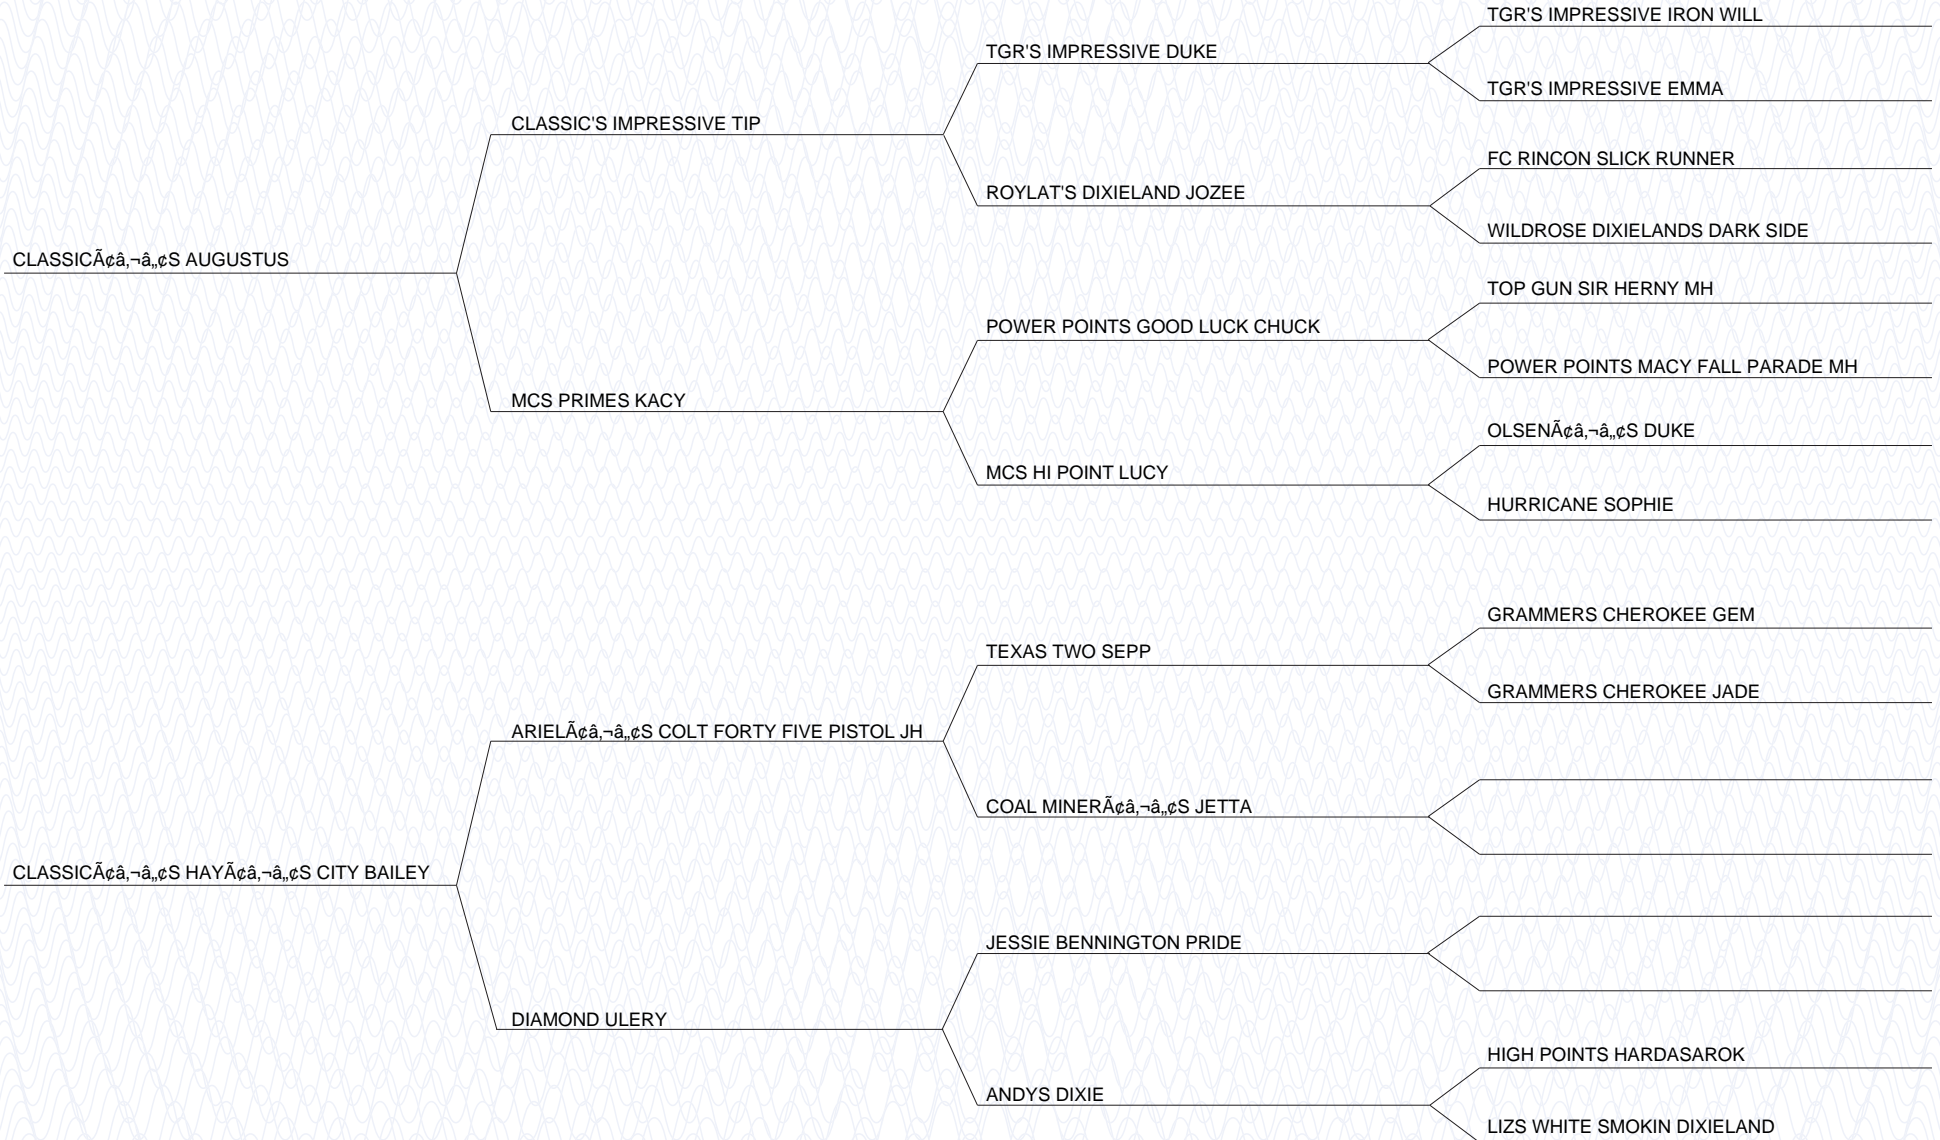 TGR'S IMPRESSIVE IRON WILL
TGR'S IMPRESSIVE DUKE
TGR'S IMPRESSIVE EMMA
CLASSIC'S IMPRESSIVE TIP
FC RINCON SLICK RUNNER
ROYLAT'S DIXIELAND JOZEE
WILDROSE DIXIELANDS DARK SIDE
CLASSICÃ¢â‚¬â„¢S AUGUSTUS
TOP GUN SIR HERNY MH
POWER POINTS GOOD LUCK CHUCK
POWER POINTS MACY FALL PARADE MH
MCS PRIMES KACY
OLSENÃ¢â‚¬â„¢S DUKE
MCS HI POINT LUCY
HURRICANE SOPHIE
GRAMMERS CHEROKEE GEM
TEXAS TWO SEPP
GRAMMERS CHEROKEE JADE
ARIELÃ¢â‚¬â„¢S COLT FORTY FIVE PISTOL JH
COAL MINERÃ¢â‚¬â„¢S JETTA
CLASSICÃ¢â‚¬â„¢S HAYÃ¢â‚¬â„¢S CITY BAILEY
JESSIE BENNINGTON PRIDE
DIAMOND ULERY
HIGH POINTS HARDASAROK
ANDYS DIXIE
LIZS WHITE SMOKIN DIXIELAND